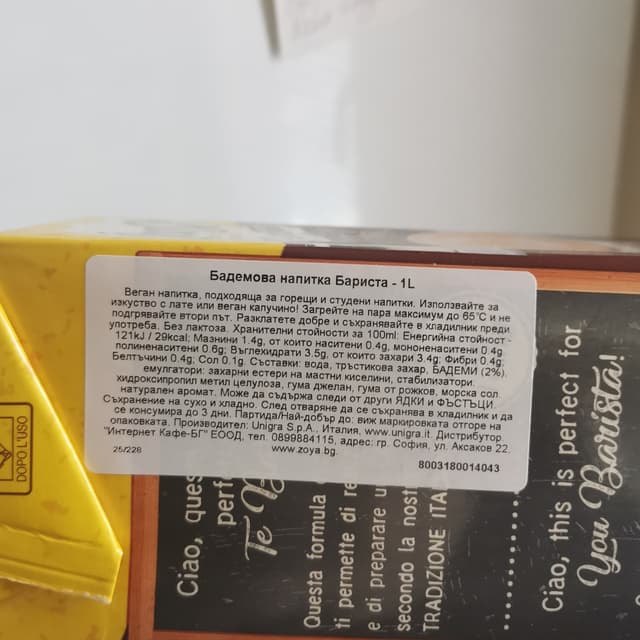 Бадемова напитка Бариста - 1L
Веган напитка, подходяща за горещи и студени напитки. Използвайте за
изкуство с лате или веган капучино! Загрейте на пара максимум до 65°C и не
подгрявайте втори път. Разклатете добре и съхранявайте в хладилник преди
употреба. Без лактоза. Хранителни стойности за 100ml: Енергийна стойност -
121kJ / 29kcal; Мазнини 1.4g, от които наситени 0.4g, мононенаситени 0.4g,
полиненаситени 0.6g; Въглехидрати 3.5g, от които захари 3.4g; Фибри 0.4g;
Белтъчини 0.4g; Сол 0.1g. Съставки: вода, тръстикова захар, БАДЕМИ (2%),
емулгатори: захарни естери на мастни киселини, стабилизатори:
хидроксипропил метил целулоза, гума джелан, гума от рожков, морска сол,
натурален аромат. Може да съдържа следи от други ЯДКИ и ФЪСТЪЦИ.
Съхранение на сухо и хладно. След отваряне да се съхранява в хладилник и да
се консумира до 3 дни. Партида/Най-добър до: виж маркировката отгоре на
опаковката. Производител: Unigra S.p.A., Италия, www.unigra.it. Дистрибутор:
"Интернет Кафе-БГ" ЕООД, тел. 0899884115, адрес: гр. София, ул. Аксаков 22.
25/228
www.zoya.bg.
8003180014043
DOPO L'USO
Ciao, ques
perf
Te B
Questa formula
ti permette di re
e di preparare u
secondo la nost
TRADIZIONE ITA
Ciao, this is perfect for
You Barista!